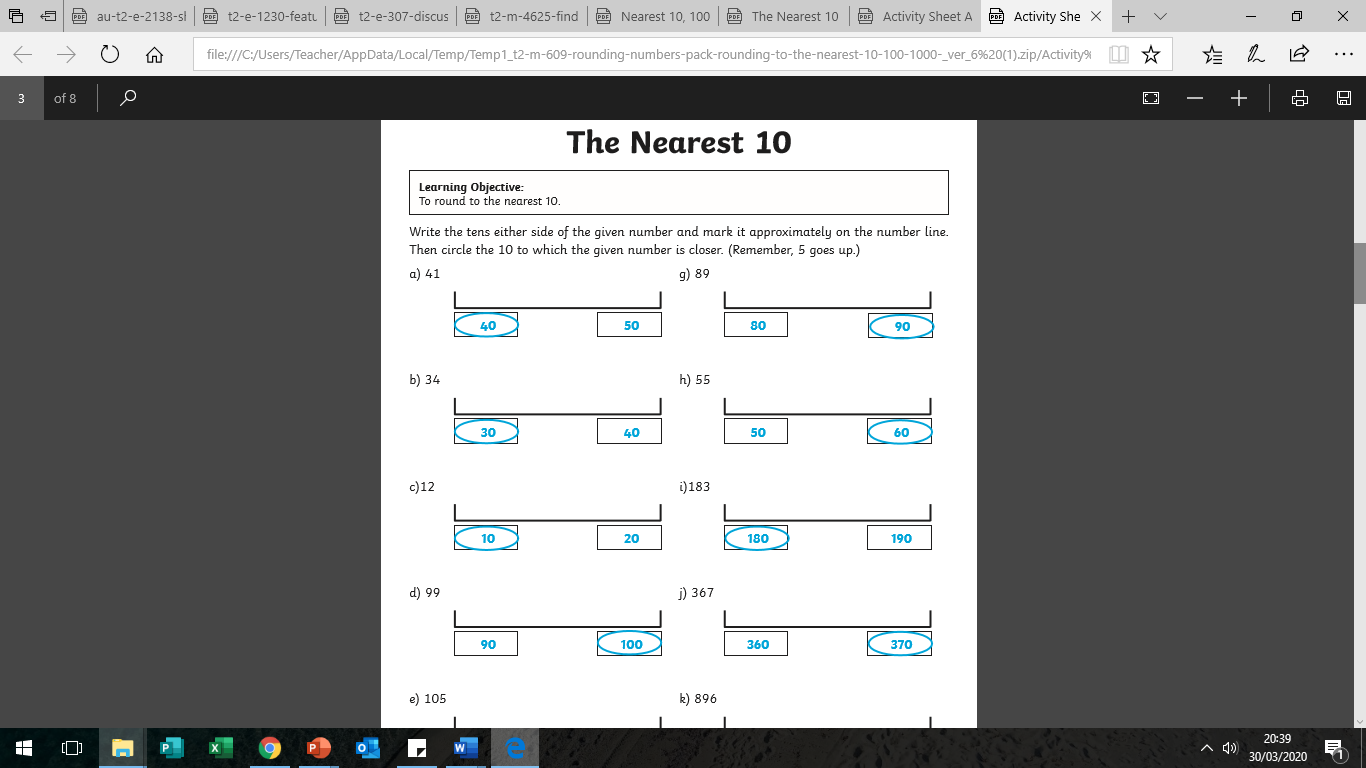 au-t2-e-2138-sl
t2-e-1230-featu
t2-e-307-discus
t2-m-4625-find
Nearest 10, 100
The Nearest 10
Activity Sheet A
Activity She
file:///C:/Users/Teacher/AppData/Local/Temp/Temp1_t2-m-609-rounding-numbers-pack-rounding-to-the-nearest-10-100-1000-_ver_6%20(1).zip/Activity%
3 of 8
The Nearest 10
Learning Objective:
To round to the nearest 10.
Write the tens either side of the given number and mark it approximately on the number line.
Then circle the 10 to which the given number is closer. (Remember, 5 goes up.)
a) 41
40 50
g) 89
80 90
b) 34
30 40
h) 55
50 60
c)12
10 20
i)183
180 190
d) 99
90 100
j) 367
360 370
e) 105
k) 896
20:39
30/03/2020
1